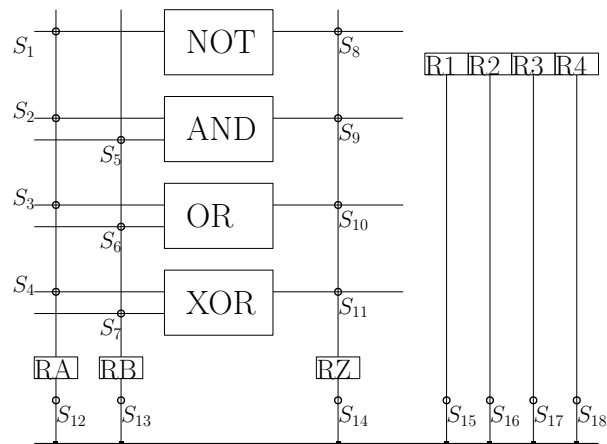 S₁ NOT S₈
R1 R2 R3 R4
S₂ AND S₉
S₅
S₃ OR S₁₀
S₆
S₄ XOR S₁₁
S₇
RA RB RZ
S₁₂ S₁₃ S₁₄ S₁₅ S₁₆ S₁₇ S₁₈